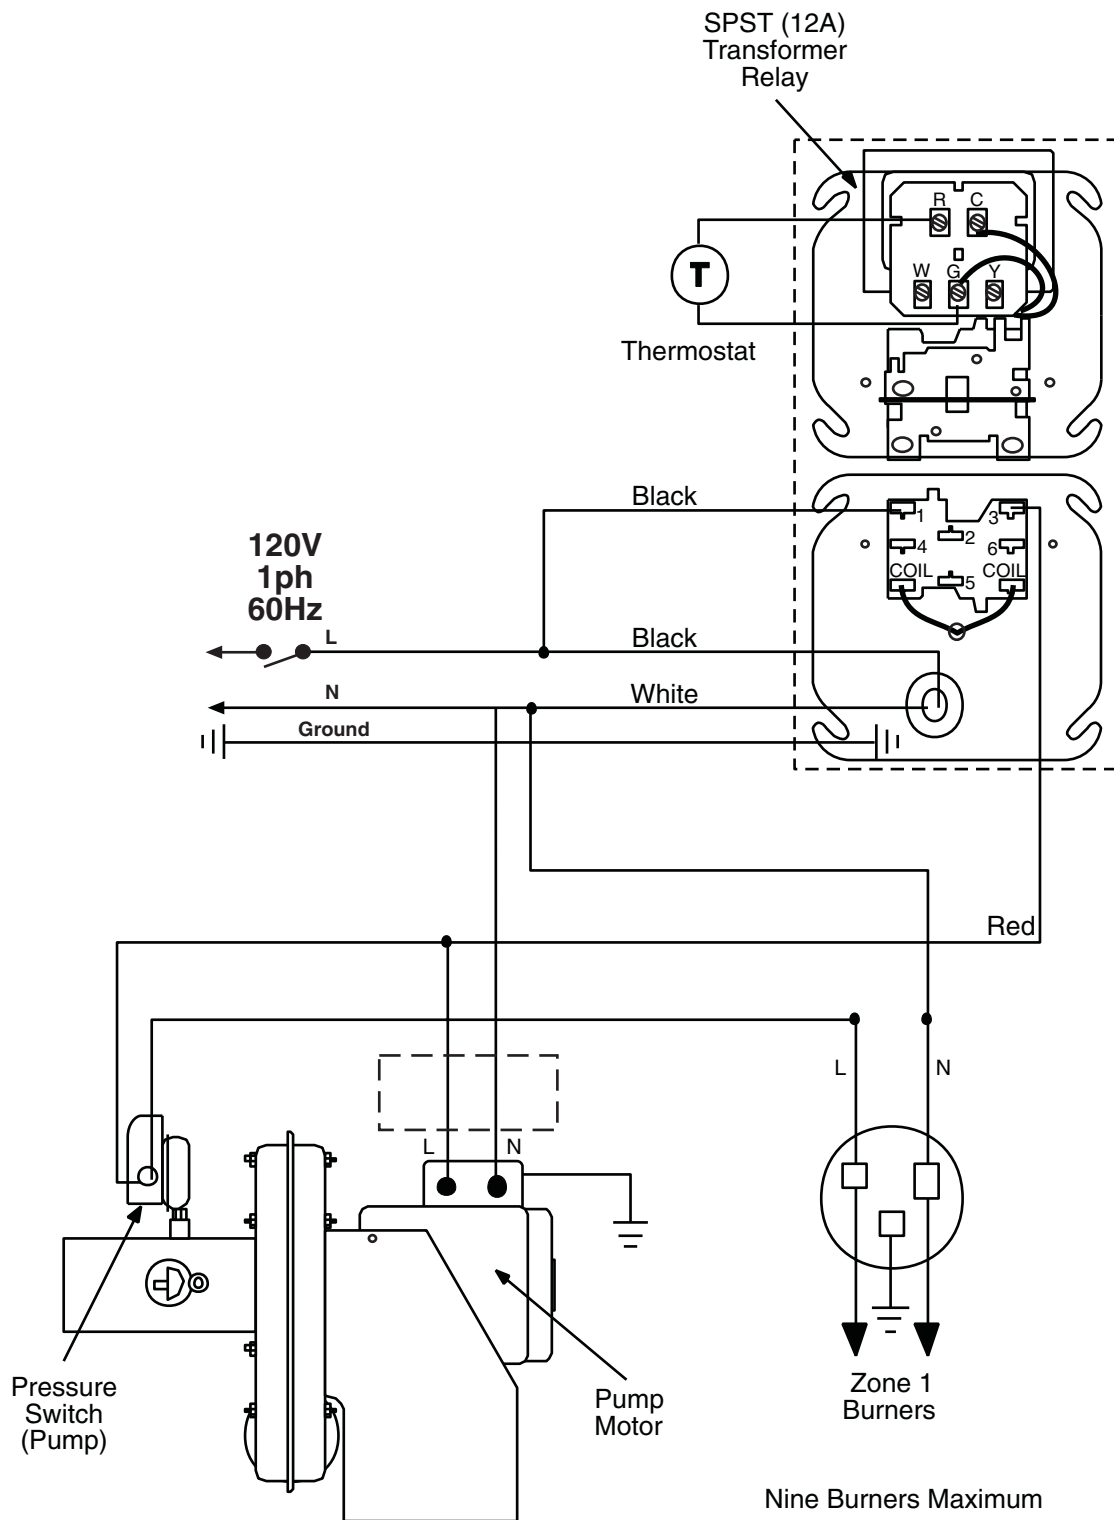 SPST (12A)
Transformer
Relay
R C
W G Y
T
Thermostat
Black
1 3
2
120V
1ph
60Hz
4 6
COIL 5 COIL
L
Black
N
White
Ground
Red
L N
L N
Pressure
Switch
(Pump)
Pump
Motor
Zone 1
Burners
Nine Burners Maximum